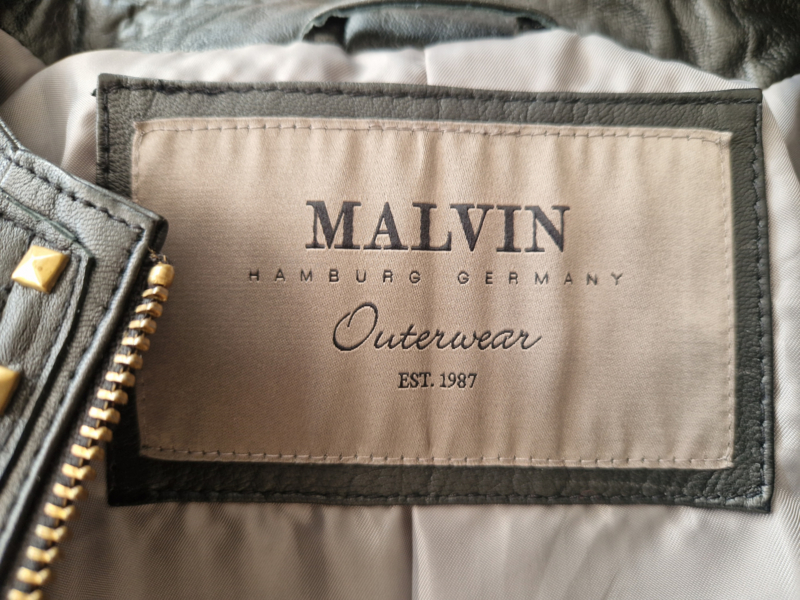 MALVIN
HAMBURG GERMANY
Outerwear
EST. 1987